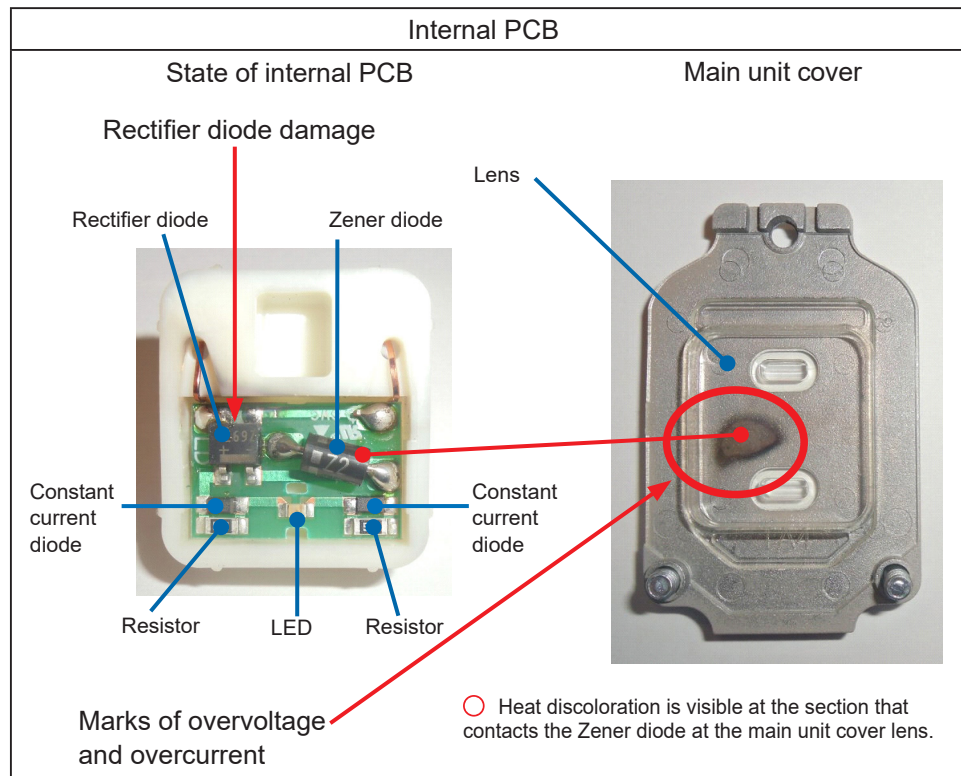 Internal PCB
State of internal PCB
Main unit cover
Rectifier diode damage
Lens
Rectifier diode
Zener diode
Z2
Constant
current
diode
Constant
current
diode
Resistor
LED
Resistor
Marks of overvoltage
and overcurrent
Heat discoloration is visible at the section that
contacts the Zener diode at the main unit cover lens.